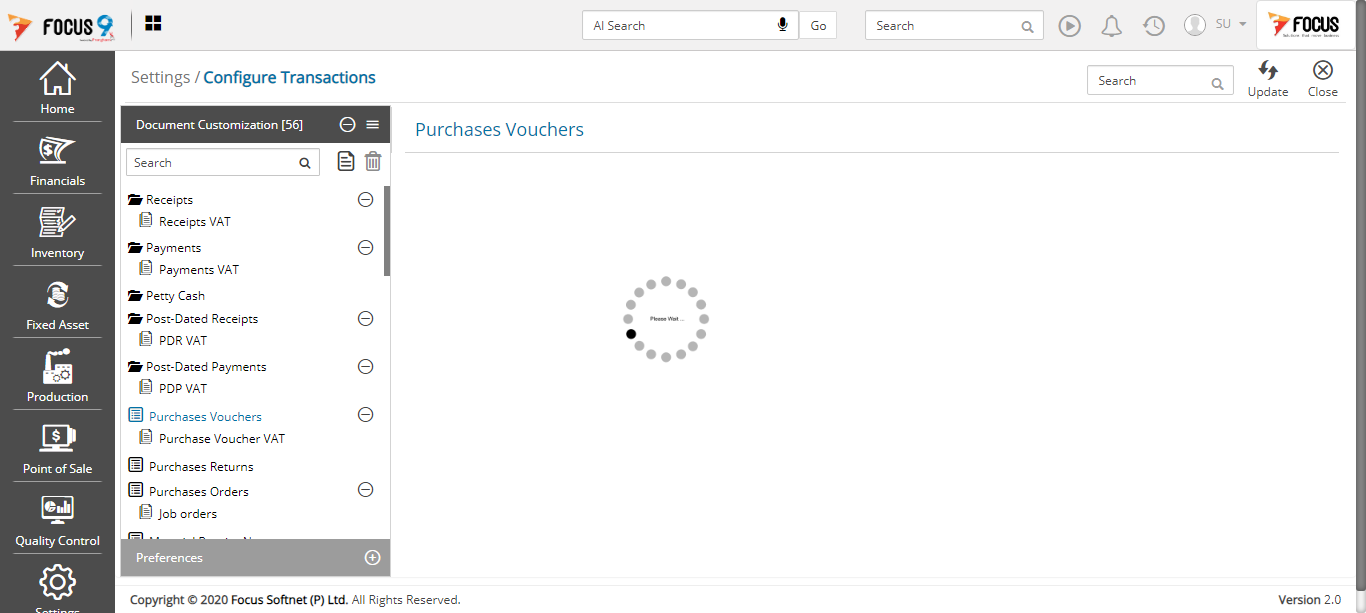 FOCUS 9
AI Search
Go
Search
SU
FOCUS
Home
Financials
Inventory
Fixed Asset
Production
Point of Sale
Quality Control
Settings
Settings / Configure Transactions
Search
Update
Close
Document Customization [56]
Search
Receipts
Receipts VAT
Payments
Payments VAT
Petty Cash
Post-Dated Receipts
PDR VAT
Post-Dated Payments
PDP VAT
Purchases Vouchers
Purchase Voucher VAT
Purchases Returns
Purchases Orders
Job orders
Preferences
Purchases Vouchers
Please Wait ...
Copyright © 2020 Focus Softnet (P) Ltd. All Rights Reserved.
Version 2.0